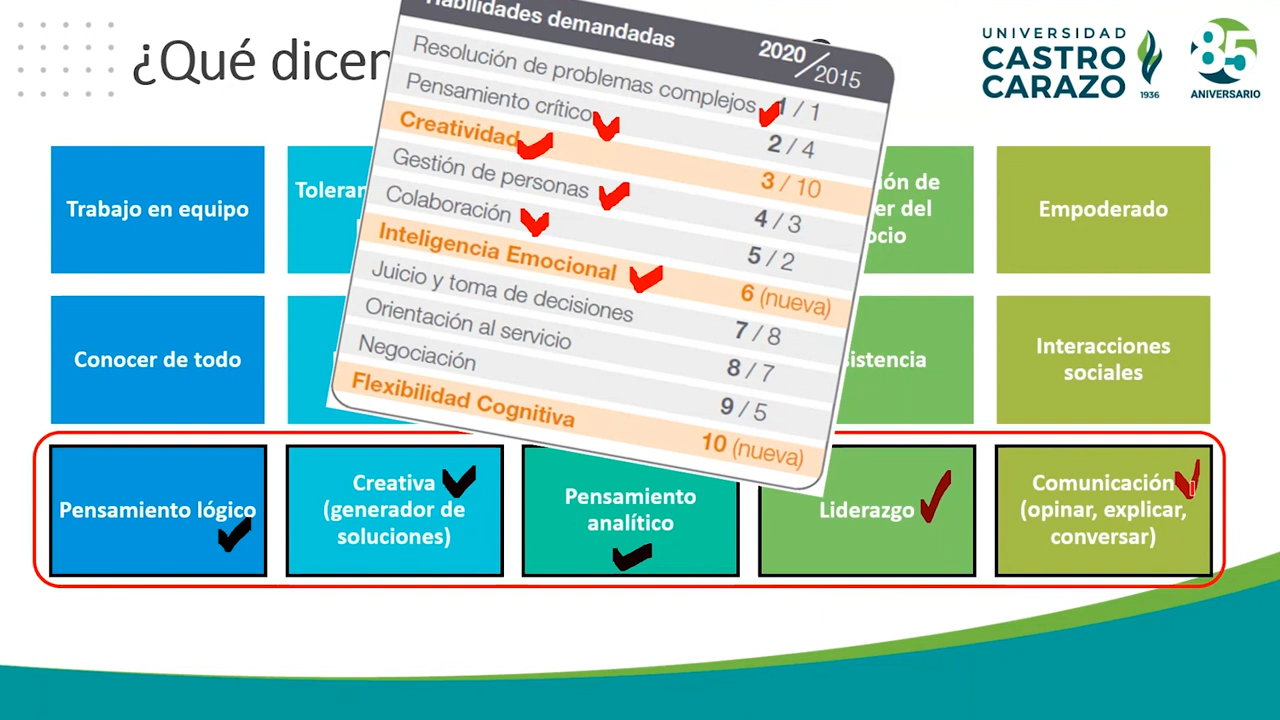 ¿Qué dicen
UNIVERSIDAD
CASTRO
CARAZO
1936
85
ANIVERSARIO
Habilidades demandadas 2020/2015
Resolución de problemas complejos 1 / 1
Pensamiento crítico 2 / 4
Creatividad 3 / 10
Gestión de personas 4 / 3
Colaboración 5 / 2
Inteligencia Emocional 6 (nueva)
Juicio y toma de decisiones 7 / 8
Orientación al servicio 8 / 7
Negociación 9 / 5
Flexibilidad Cognitiva 10 (nueva)
Trabajo en equipo
de
del
Empoderado
Conocer de todo
Interacciones
sociales
Pensamiento lógico
Creativa
(generador de
soluciones)
Pensamiento
analítico
Liderazgo
Comunicación
(opinar, explicar,
conversar)